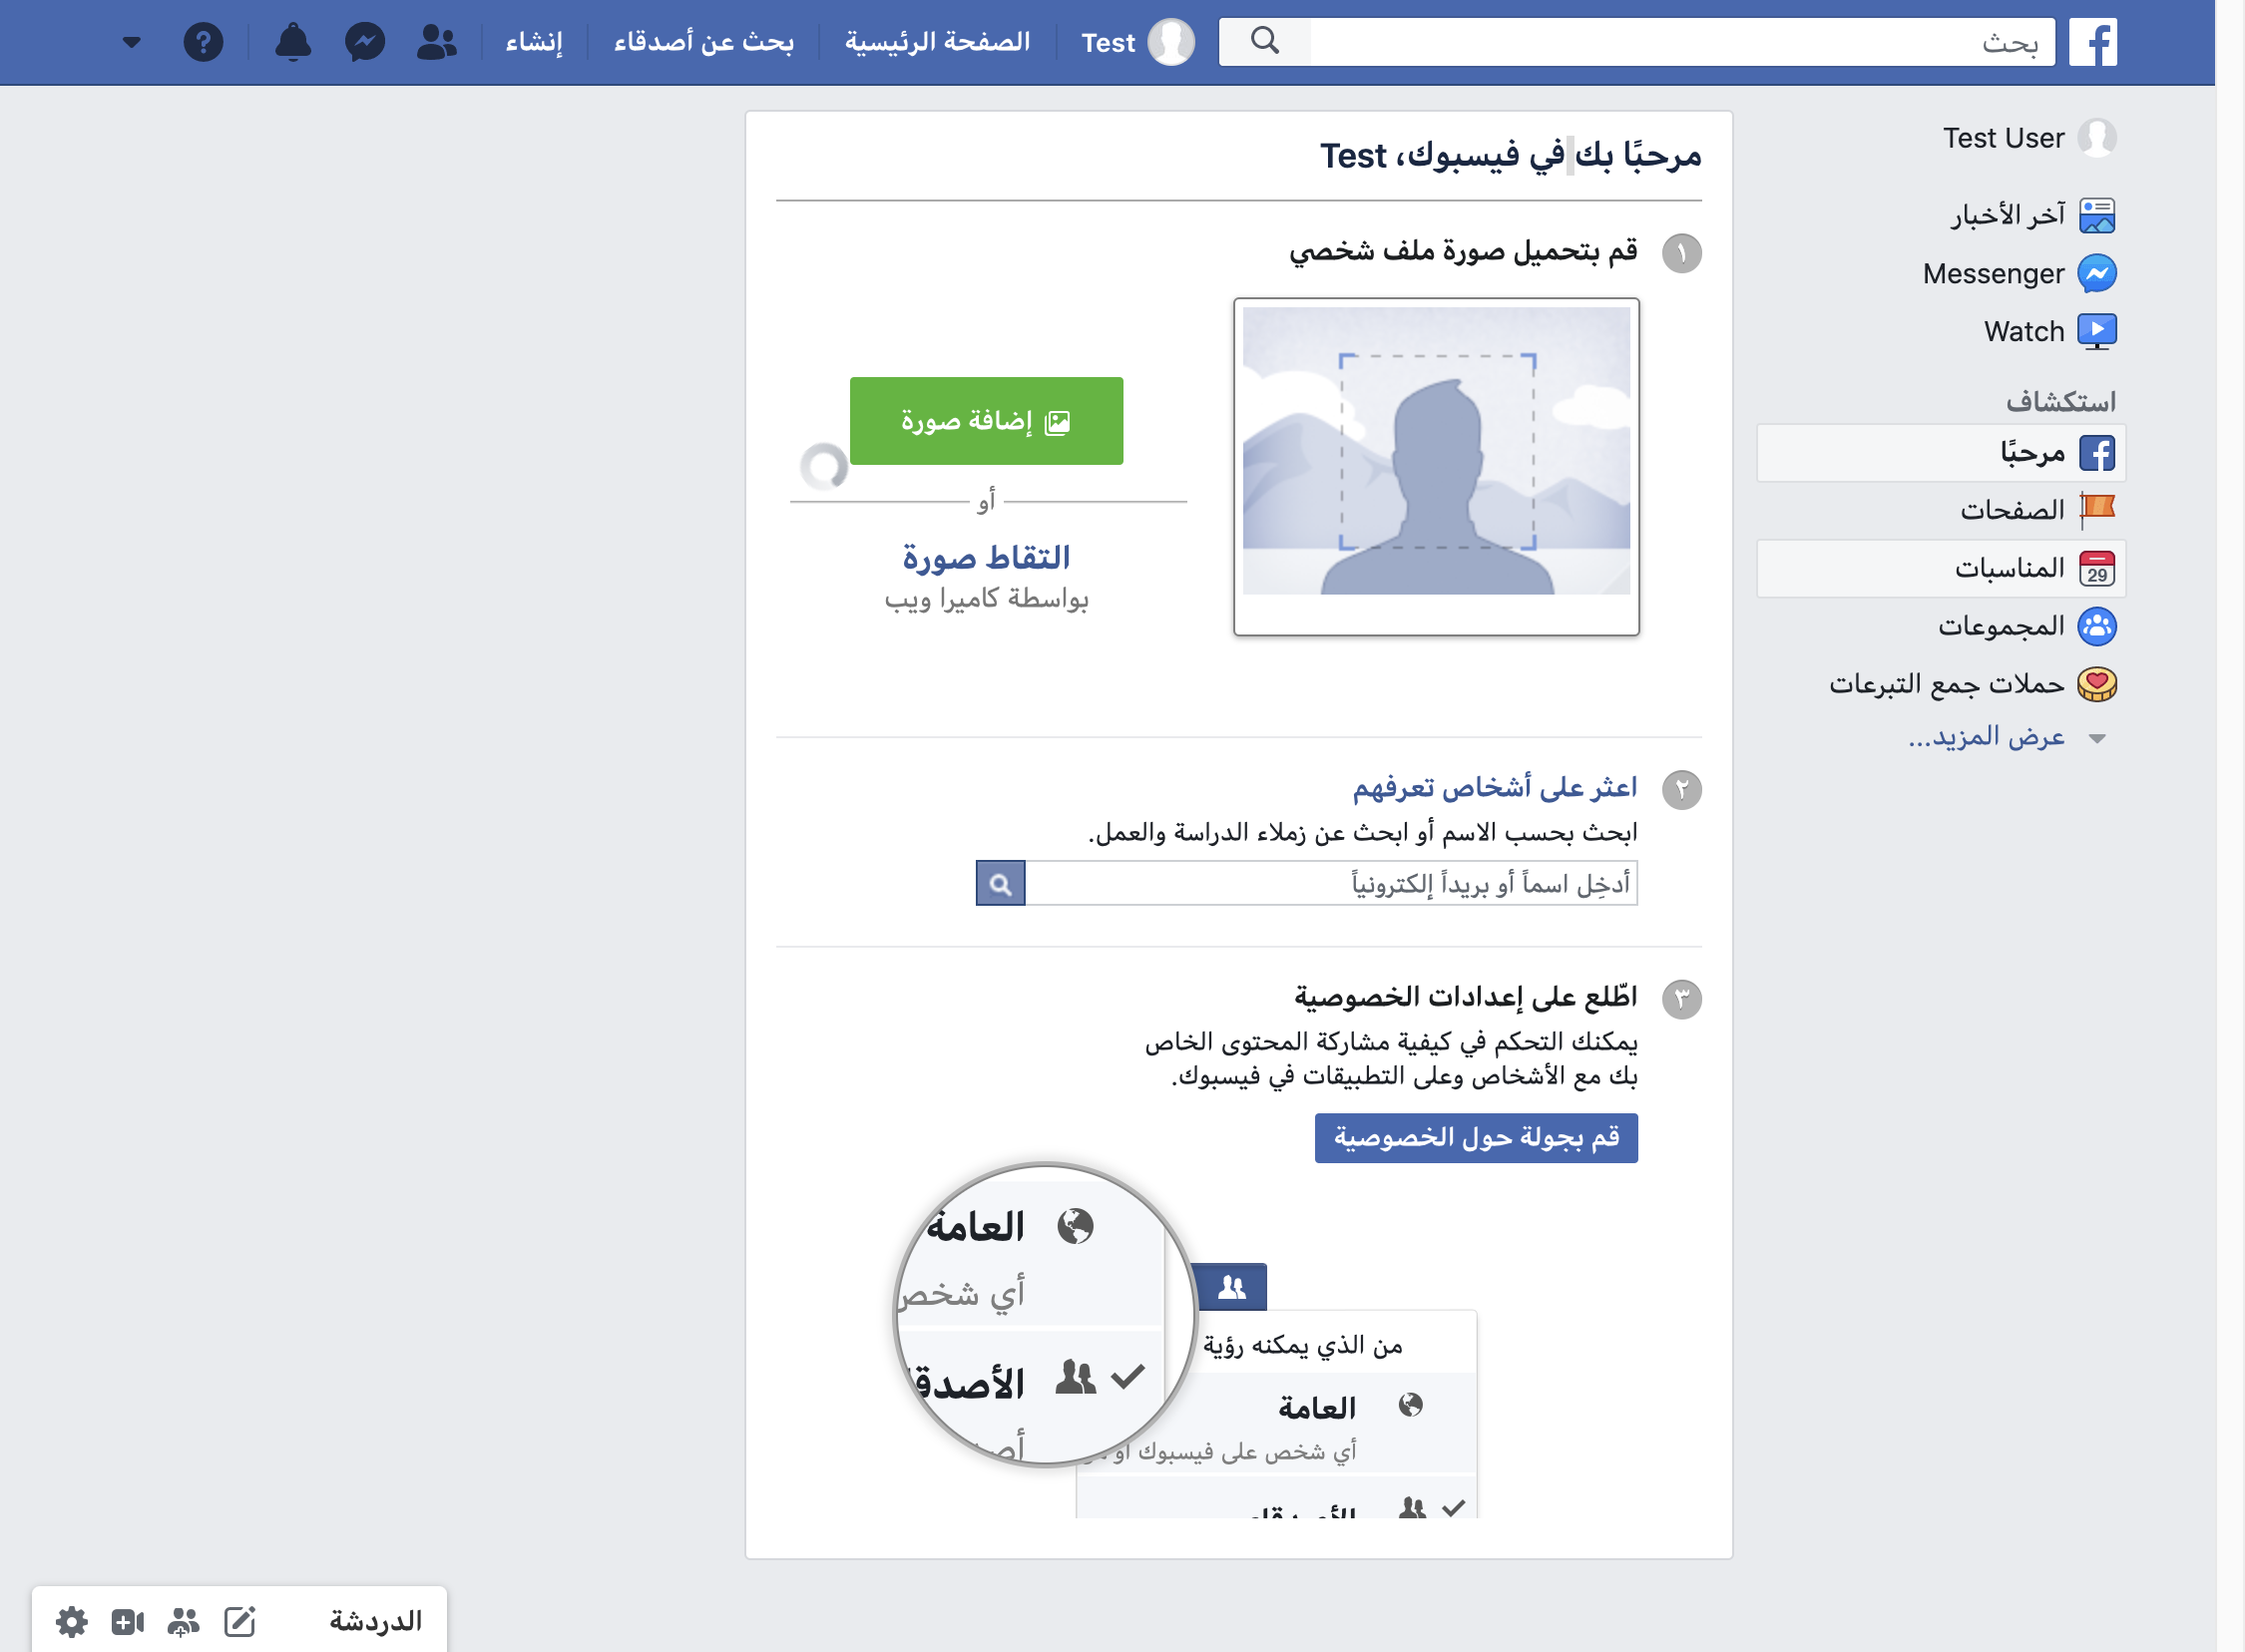 بحث
Test
الصفحة الرئيسية
بحث عن أصدقاء
إنشاء
Test User
آخر الأخبار
Messenger
Watch
استكشاف
مرحبًا
الصفحات
29
المناسبات
المجموعات
حملات جمع التبرعات
عرض المزيد...
مرحبًا بك في فيسبوك، Test
١
قم بتحميل صورة ملف شخصي
إضافة صورة
أو
التقاط صورة
بواسطة كاميرا ويب
٢
اعثر على أشخاص تعرفهم
ابحث بحسب الاسم أو ابحث عن زملاء الدراسة والعمل.
أدخِل اسماً أو بريداً إلكترونياً
٣
اطّلع على إعدادات الخصوصية
يمكنك التحكم في كيفية مشاركة المحتوى الخاص
بك مع الأشخاص وعلى التطبيقات في فيسبوك.
قم بجولة حول الخصوصية
من الذي يمكنه رؤية
العامة
أي شخص على فيسبوك أو
العامة
أي شخص
الدردشة